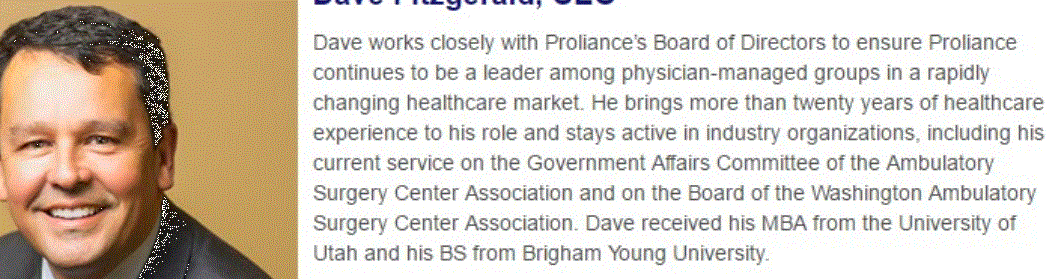 Dave Fitzgerald, CEO
Dave works closely with Proliance’s Board of Directors to ensure Proliance
continues to be a leader among physician-managed groups in a rapidly
changing healthcare market. He brings more than twenty years of healthcare
experience to his role and stays active in industry organizations, including his
current service on the Government Affairs Committee of the Ambulatory
Surgery Center Association and on the Board of the Washington Ambulatory
Surgery Center Association. Dave received his MBA from the University of
Utah and his BS from Brigham Young University.